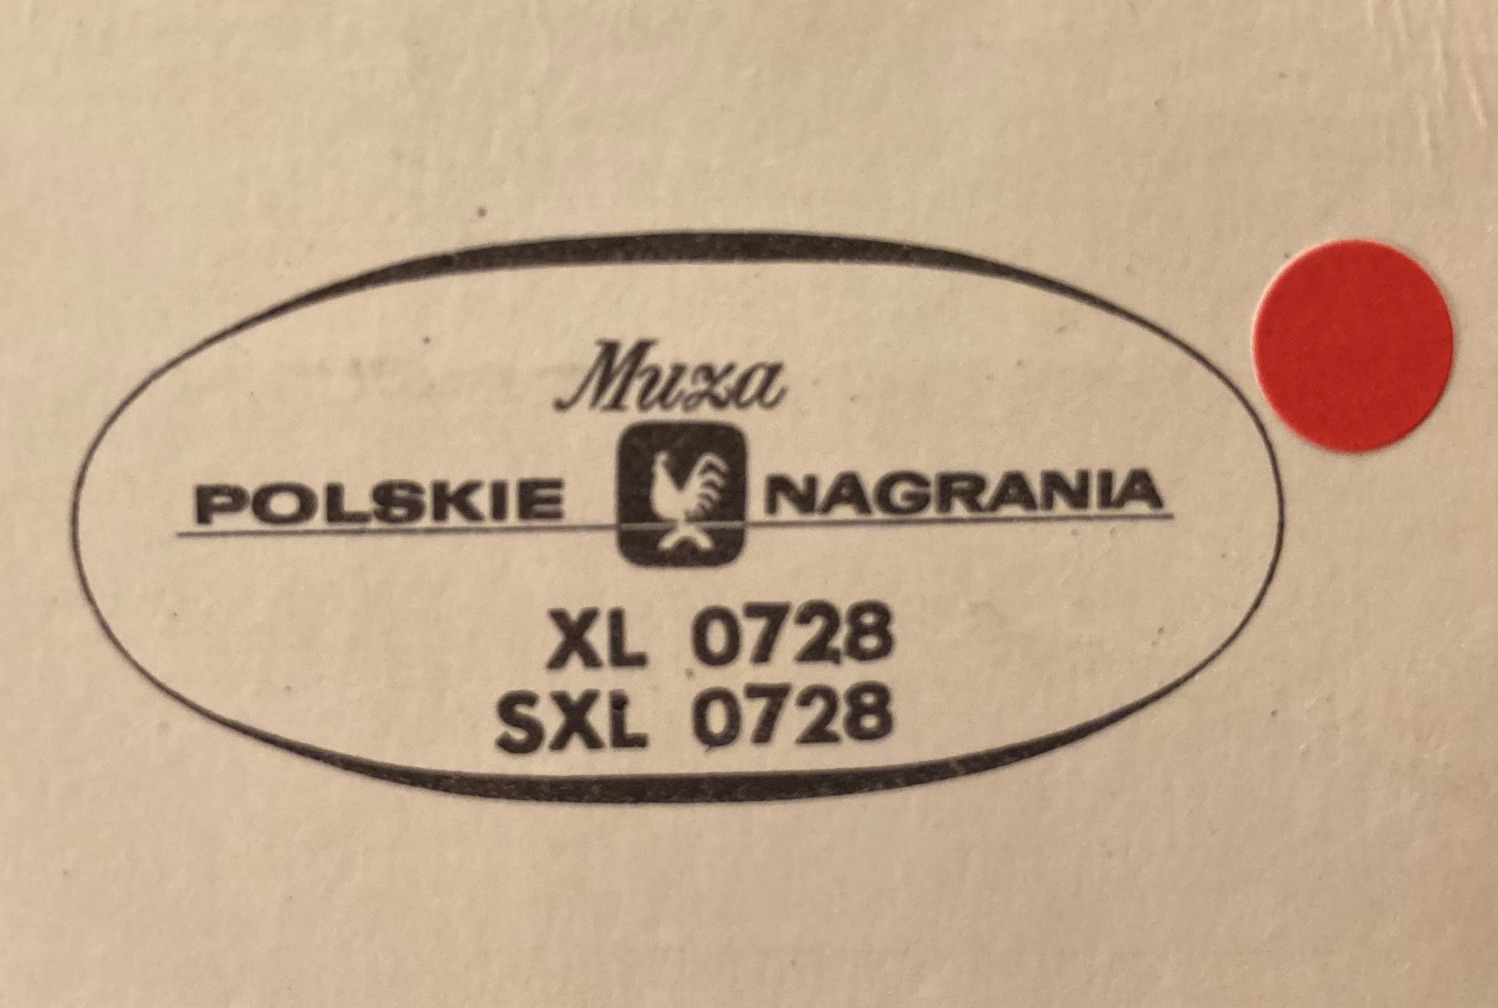 Muza
POLSKIE NAGRANIA
XL 0728
SXL 0728